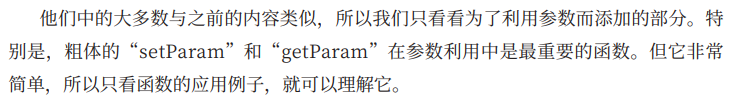 他们中的大多数与之前的内容类似，所以我们只看看为了利用参数而添加的部分。特
别是，粗体的“setParam”和“getParam”在参数利用中是最重要的函数。但它非常
简单，所以只看函数的应用例子，就可以理解它。